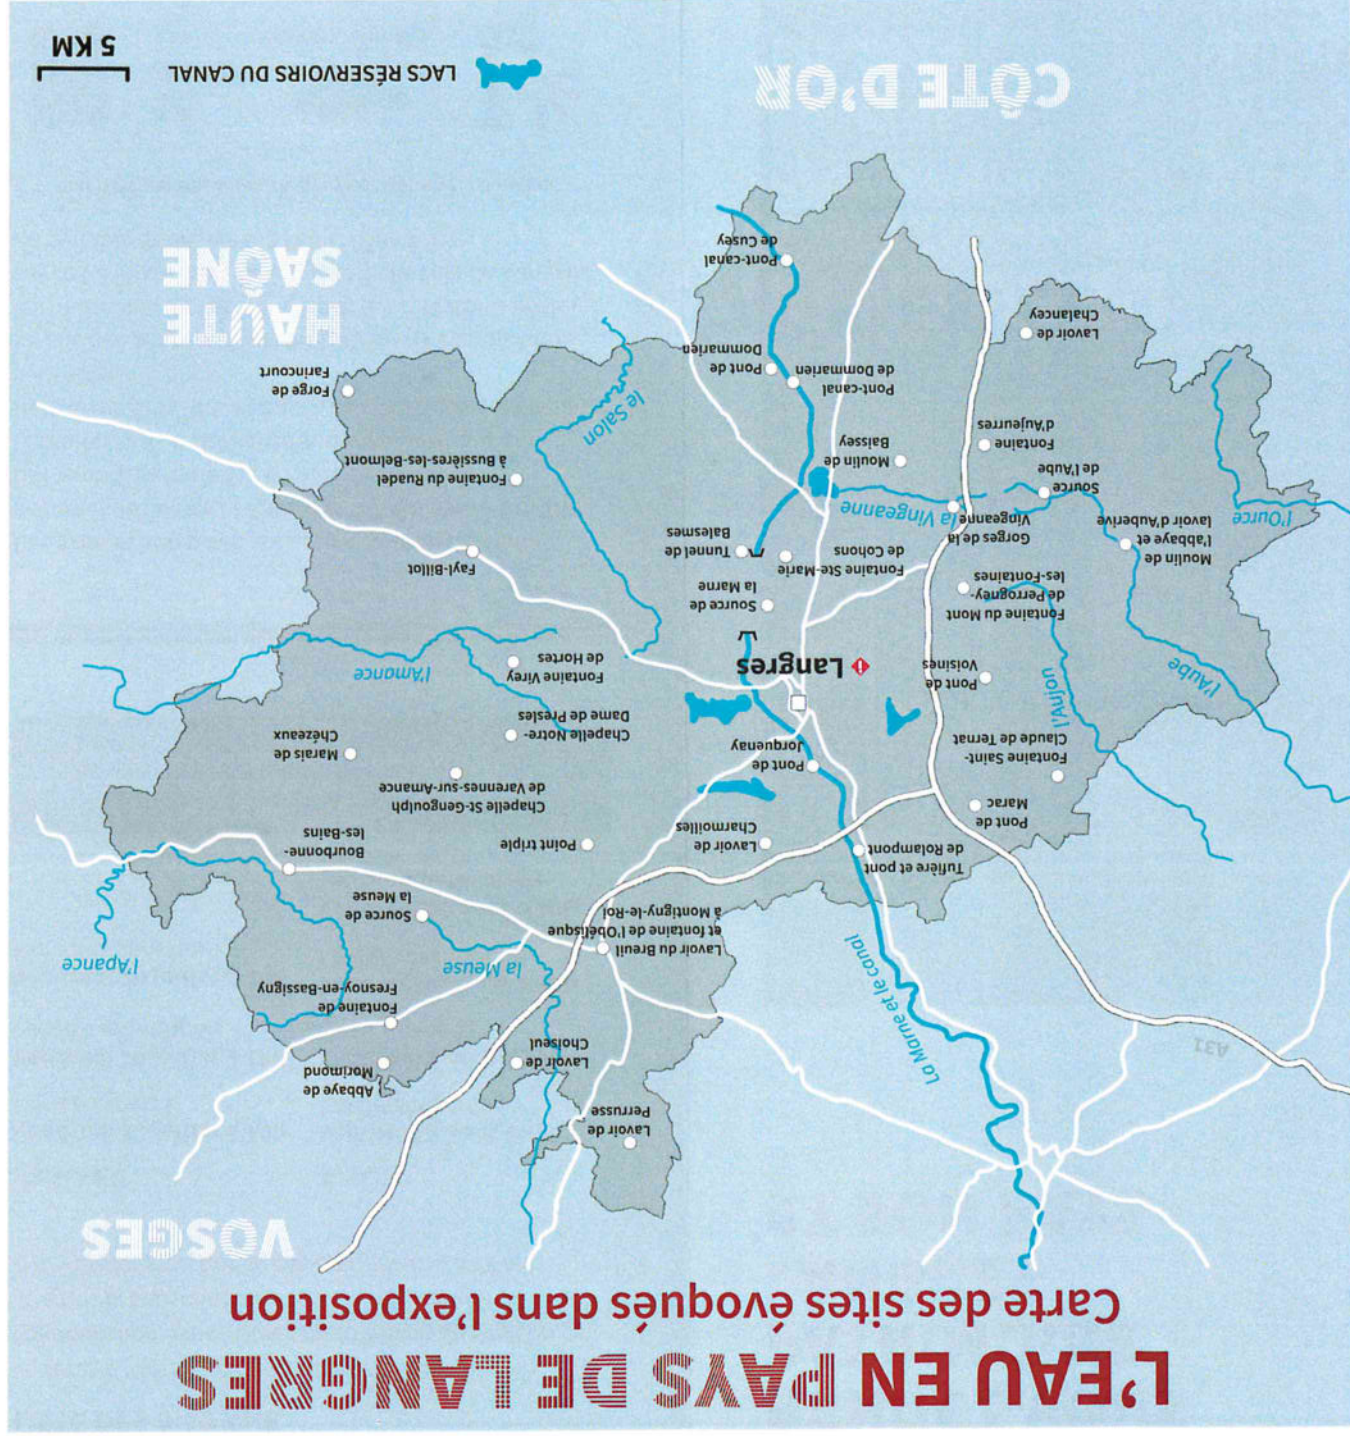 L'EAU EN PAYS DE LANGRES
Carte des sites évoqués dans l'exposition
VOSGES
Lavoir de
Perrusse
Abbaye de
Morimond
Lavoir de
Choiseul
A31
La Marne et le canal
Fontaine de
Fresnoy-en-Bassigny
la Meuse
l'Apance
Lavoir du Breuil
et fontaine de l'Obélisque
à Montigny-le-Roi
Source de
la Meuse
Tufière et pont
de Rolampont
Lavoir de
Charmoilles
Point triple
Bourbonne-
les-Bains
Pont de
Marac
Chapelle St-Gengoulph
de Varennes-sur-Amance
Fontaine Saint-
Claude de Ternat
Pont de
Jorquenay
Marais de
Chézeaux
Chapelle Notre-
Dame de Presles
l'Aujon
l'Aube
Pont de
Voisines
Langres
Fontaine Virey
de Hortes
l'Amance
Fontaine du Mont
de Perrogney-
les-Fontaines
Source de
la Marne
Moulin de
l'abbaye et
lavoir d'Auberive
Fontaine Ste-Marie
de Cohons
Tunnel de
Balesmes
Fayl-Billot
Gorges de la
Vingeanne
la Vingeanne
l'Ource
Source
de l'Aube
Fontaine du Ruadel
à Bussières-les-Belmont
Moulin de
Baissey
Fontaine
d'Aujeurres
le Salon
Pont-canal
de Dommarien
Pont de
Dommarien
Forge de
Farincourt
Lavoir de
Chalancey
HAUTE
SAÔNE
Pont-canal
de Cusey
CÔTE D'OR
LACS RÉSERVOIRS DU CANAL
5 KM